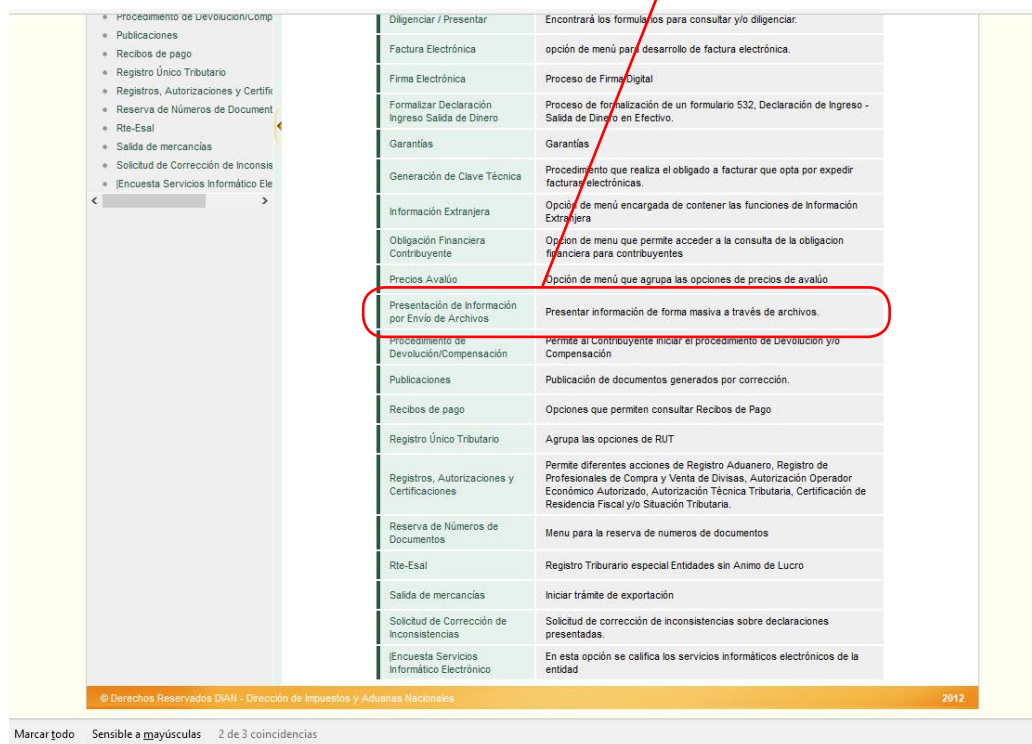 Procedimiento de Devolución/Comp
Publicaciones
Recibos de pago
Registro Único Tributario
Registros, Autorizaciones y Certific
Reserva de Números de Document
Rte-Esal
Salida de mercancías
Solicitud de Corrección de Inconsis
|Encuesta Servicios Informático Ele
Diligenciar / Presentar
Encontrará los formularios para consultar y/o diligenciar.
Factura Electrónica
opción de menú para desarrollo de factura electrónica.
Firma Electrónica
Proceso de Firma Digital
Formalizar Declaración
Ingreso Salida de Dinero
Proceso de formalización de un formulario 532, Declaración de Ingreso -
Salida de Dinero en Efectivo.
Garantías
Garantías
Generación de Clave Técnica
Procedimiento que realiza el obligado a facturar que opta por expedir
facturas electrónicas.
Información Extranjera
Opción de menú encargada de contener las funciones de Información
Extranjera
Obligación Financiera
Contribuyente
Opcion de menu que permite acceder a la consulta de la obligacion
financiera para contribuyentes
Precios Avalúo
Opción de menú que agrupa las opciones de precios de avalúo
Presentación de Información
por Envío de Archivos
Presentar información de forma masiva a través de archivos.
Procedimiento de
Devolución/Compensación
Permite al Contribuyente iniciar el procedimiento de Devolución y/o
Compensación
Publicaciones
Publicación de documentos generados por corrección.
Recibos de pago
Opciones que permiten consultar Recibos de Pago
Registro Único Tributario
Agrupa las opciones de RUT
Registros, Autorizaciones y
Certificaciones
Permite diferentes acciones de Registro Aduanero, Registro de
Profesionales de Compra y Venta de Divisas, Autorización Operador
Económico Autorizado, Autorización Técnica Tributaria, Certificación de
Residencia Fiscal y/o Situación Tributaria.
Reserva de Números de
Documentos
Menu para la reserva de numeros de documentos
Rte-Esal
Registro Triburario especial Entidades sin Animo de Lucro
Salida de mercancías
Iniciar trámite de exportación
Solicitud de Corrección de
Inconsistencias
Solicitud de corrección de inconsistencias sobre declaraciones
presentadas.
|Encuesta Servicios
Informático Electrónico
En esta opción se califica los servicios informáticos electrónicos de la
entidad
© Derechos Reservados DIAN - Dirección de Impuestos y Aduanas Nacionales
2012
Marcar todo Sensible a mayúsculas 2 de 3 coincidencias